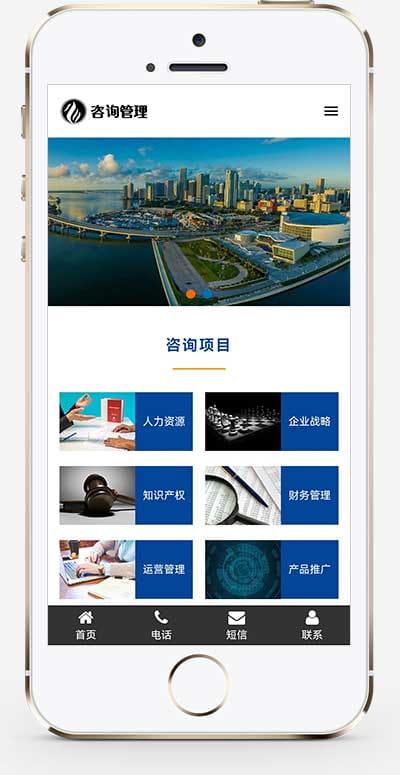 咨询管理
咨询项目
人力资源
企业战略
知识产权
财务管理
运营管理
产品推广
首页
电话
短信
联系